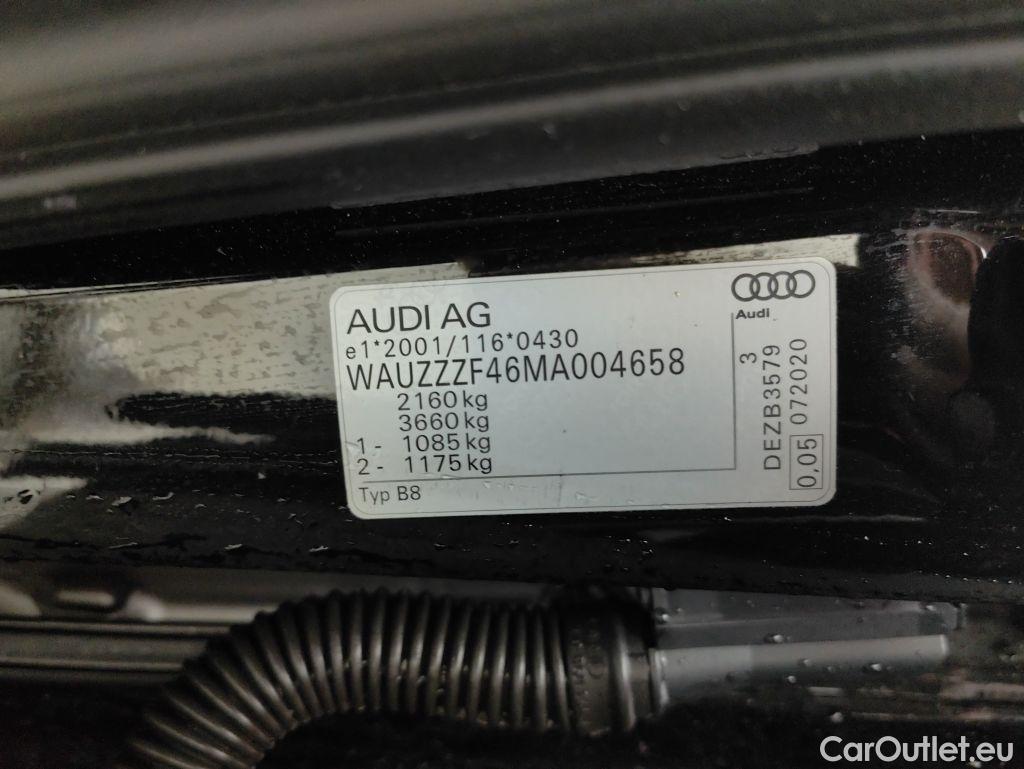 AUDI AG
e1*2001/116*0430
WAUZZZF46MA004658
2160 kg
3660 kg
1 - 1085 kg
2 - 1175 kg
Typ B8
Audi
3
DEZB3579
0,05 072020
CarOutlet.eu